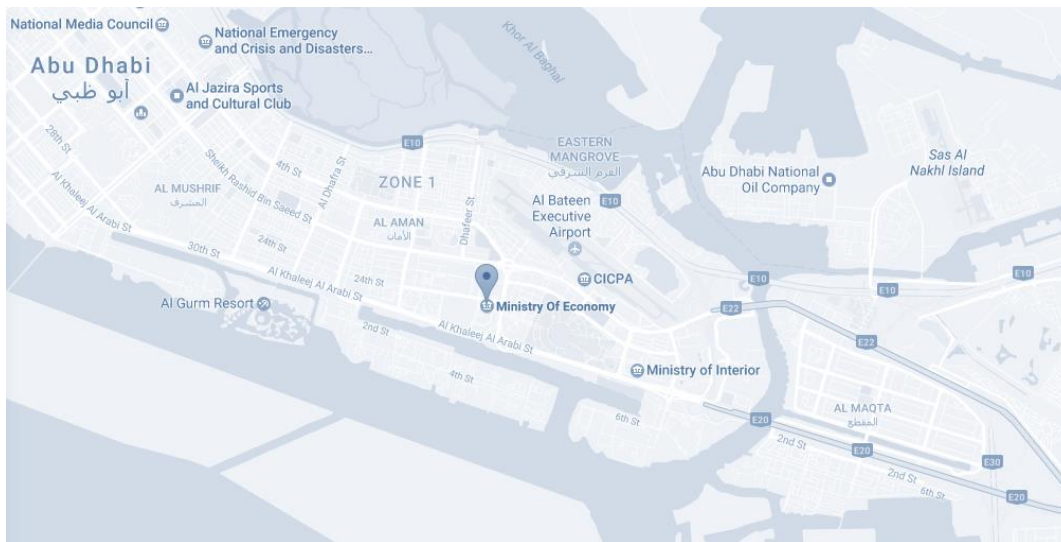 National Media Council
National Emergency
and Crisis and Disasters...
Abu Dhabi
أبو ظبي
Al Jazira Sports
and Cultural Club
Khor Al Baghal
28th St
Al Khaleej Al Arabi St
AL MUSHRIF
المشرف
Sheikh Rashid Bin Saeed St
4th St
Al Dhafra St
E10
ZONE 1
EASTERN
MANGROVE
القرم الشرقي
E10
Abu Dhabi National
Oil Company
Sas Al
Nakhl Island
AL AMAN
الأمان
Dhafeer St
Al Bateen
Executive
Airport
30th St
24th St
24th St
Al Khaleej Al Arabi St
CICPA
E10
E10
E10
Al Gurm Resort
Ministry Of Economy
E22
E22
2nd St
Al Khaleej Al Arabi St
4th St
Ministry of Interior
6th St
AL MAQTA
المقطع
E20
2nd St
E20
E30
2nd St
6th St
E20